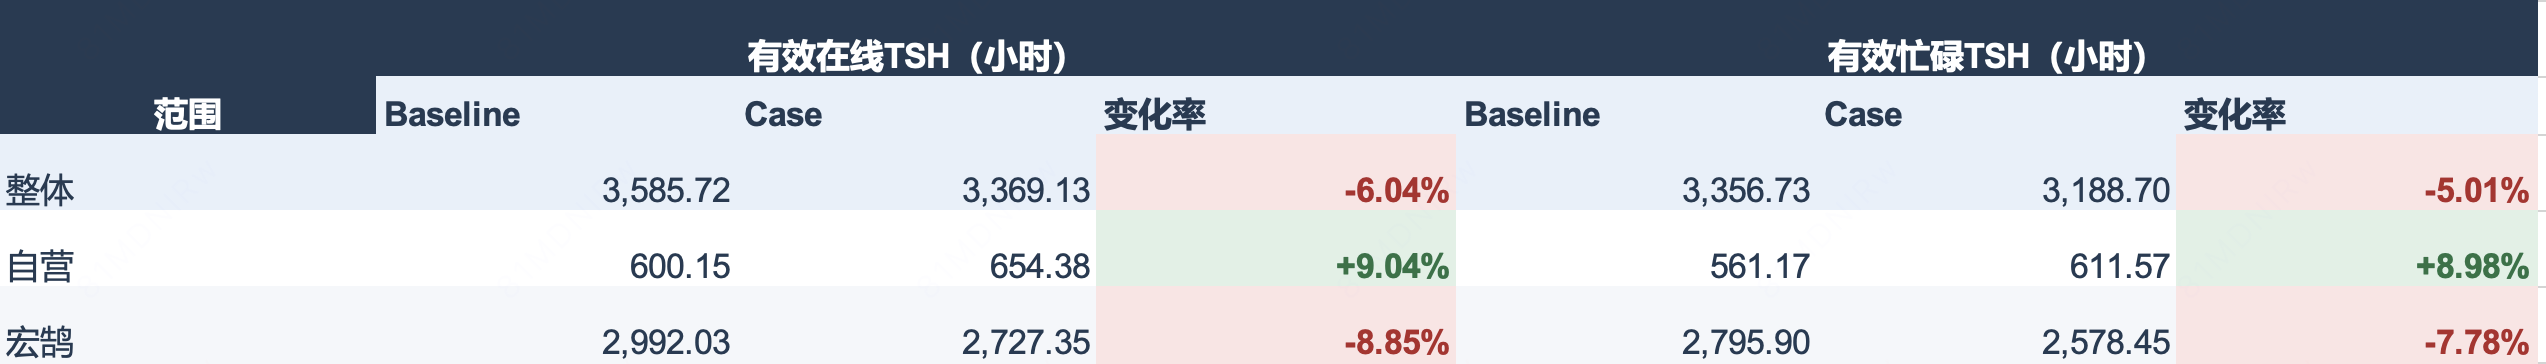 有效在线TSH（小时） 有效忙碌TSH（小时）
范围 Baseline Case 变化率 Baseline Case 变化率
整体 3,585.72 3,369.13 -6.04% 3,356.73 3,188.70 -5.01%
自营 600.15 654.38 +9.04% 561.17 611.57 +8.98%
宏鹄 2,992.03 2,727.35 -8.85% 2,795.90 2,578.45 -7.78%